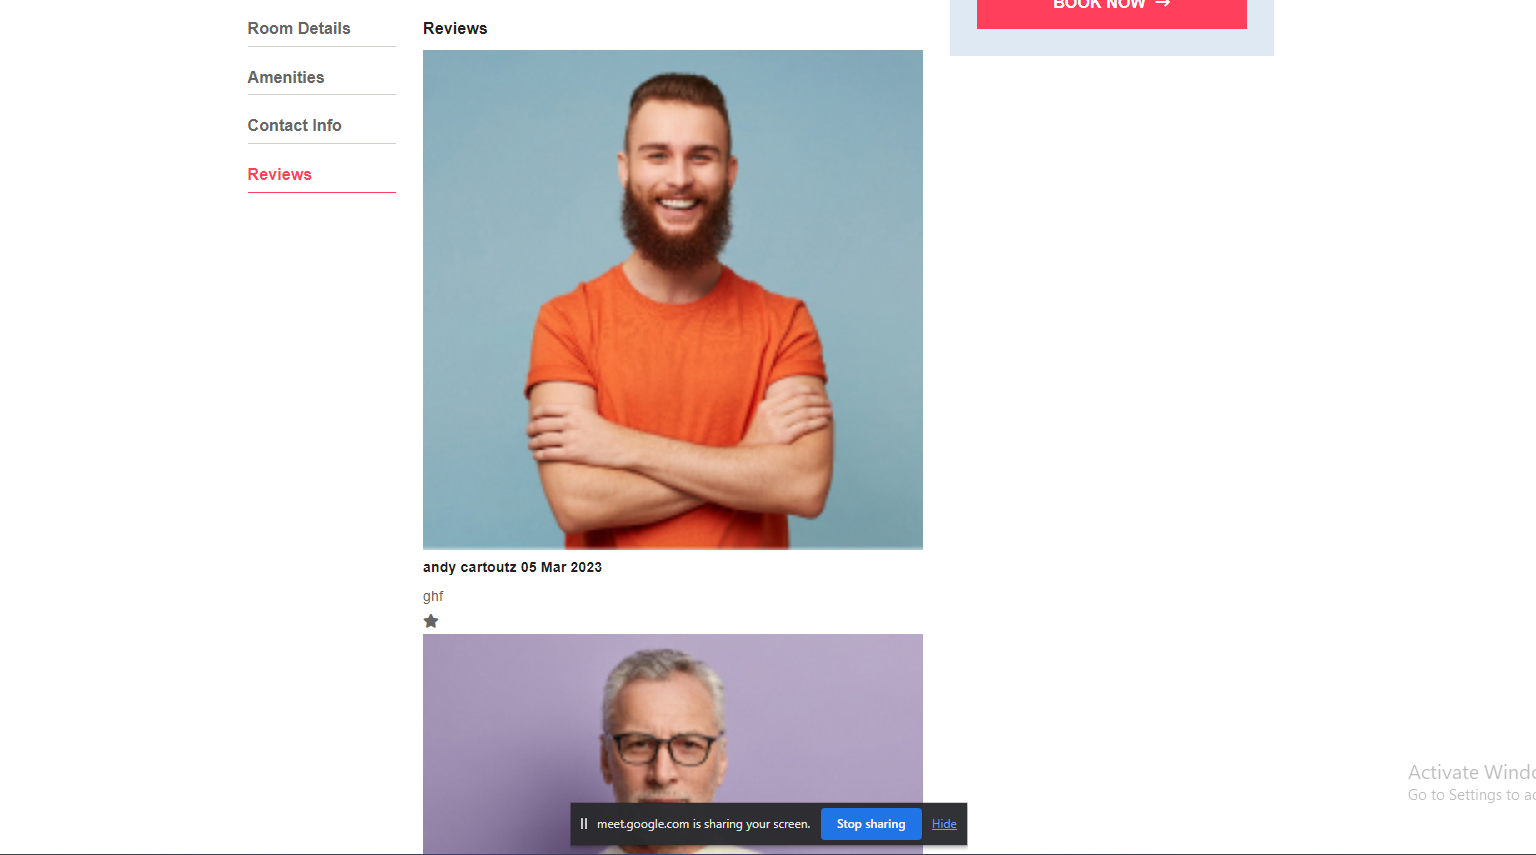 BOOK NOW →
Room Details
Amenities
Contact Info
Reviews
Reviews
andy cartoutz 05 Mar 2023
ghf
meet.google.com is sharing your screen.
Stop sharing
Hide
Activate Windo
Go to Settings to ac